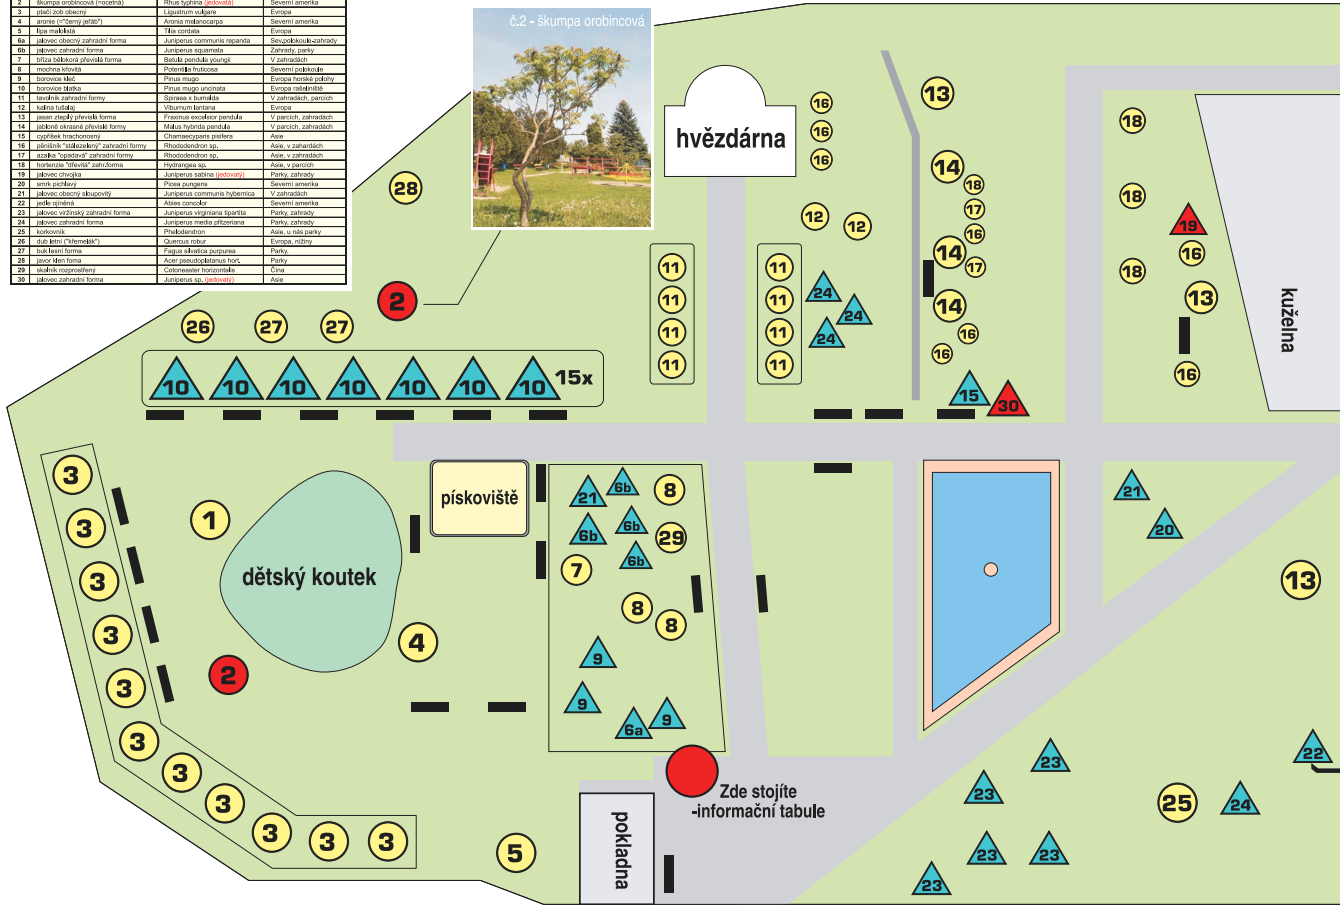 2 škumpa orobincová (=ocetná) Rhus typhina (jedovatá) Severní amerika
3 ptačí zob obecný Ligustrum vulgare Evropa
4 aronie (="černý jeřáb") Aronia melanocarpa Severní amerika
5 lípa malolistá Tilia cordata Evropa
6a jalovec obecný zahradní forma Juniperus communis repanda Sev.polokoule-zahrady
6b jalovec zahradní forma Juniperus squamata Zahrady, parky
7 bříza bělokorá převislá forma Betula pendula youngii V zahradách
8 mochna křovitá Potentilla fruticosa Severní polokoule
9 borovice kleč Pinus mugo Evropa horské polohy
10 borovice blatka Pinus mugo uncinata Evropa rašeliniště
11 tavolník zahradní formy Spiraea x bumalda V zahradách, parcích
12 kalina tušalaj Viburnum lantana Evropa
13 jasan ztepilý převislá forma Fraxinus excelsior pendula V parcích, zahradách
14 jabloně okrasné převislé formy Malus hybrida pendula V parcích, zahradách
15 cypřišek hrachonosný Chamaecyparis pisifera Asie
16 pěnišník "stálezelený" zahradní formy Rhododendron sp. Asie, v zahardách
17 azalka "opadavá" zahradní formy Rhododendron sp. Asie, v zahradách
18 hortenzie "dřevitá" zahr.forma Hydrangea sp. Asie, v parcích
19 jalovec chvojka Juniperus sabina (jedovatý) Parky, zahrady
20 smrk pichlavý Picea pungens Severní amerika
21 jalovec obecný sloupovitý Juniperus communis hybernica V zahradách
22 jedle ojíněná Abies concolor Severní amerika
23 jalovec viržinský zahradní forma Juniperus virginiana tipartita Parky, zahrady
24 jalovec zahradní forma Juniperus media pfitzeriana Parky, zahrady
25 korkovník Phelodendron Asie, u nás parky
26 dub letní ("křemelák") Quercus robur Evropa, nížiny
27 buk lesní forma Fagus silvatica purpurea Parky,
28 javor klen foma Acer pseudoplatanus hort. Parky
29 skalník rozprostřený Cotoneaster horizontalis Čína
30 jalovec zahradní forma Juniperus sp. (jedovatý) Asie
č.2 - škumpa orobincová
hvězdárna
16
16
16
13
18
14
18
17
16
14
17
14
16
16
18
18
19
16
13
16
kuželna
28
12
12
2
26
27
27
11
11
11
11
11
11
11
11
24
24
24
10
10
10
10
10
10
10
15x
15
30
3
3
3
3
3
3
3
3
3
3
3
1
dětský koutek
pískoviště
2
4
21
6b
8
6b
6b
29
6b
7
8
8
9
9
6a
9
21
20
13
Zde stojíte
-informační tabule
pokladna
5
23
23
22
25
24
23
23
23